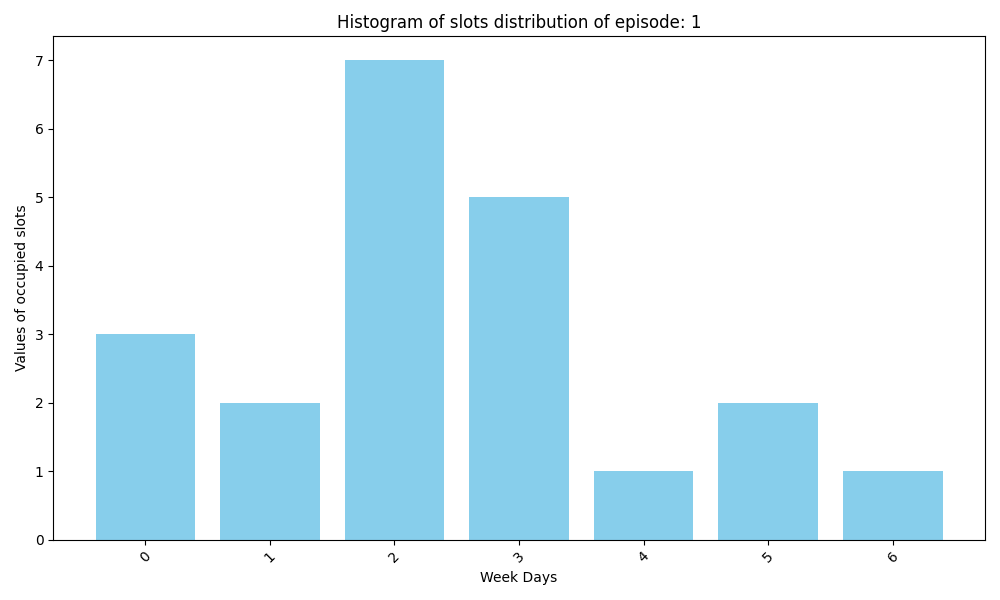 Histogram of slots distribution of episode: 1
Values of occupied slots
7
6
5
4
3
2
1
0
0 1 2 3 4 5 6
Week Days